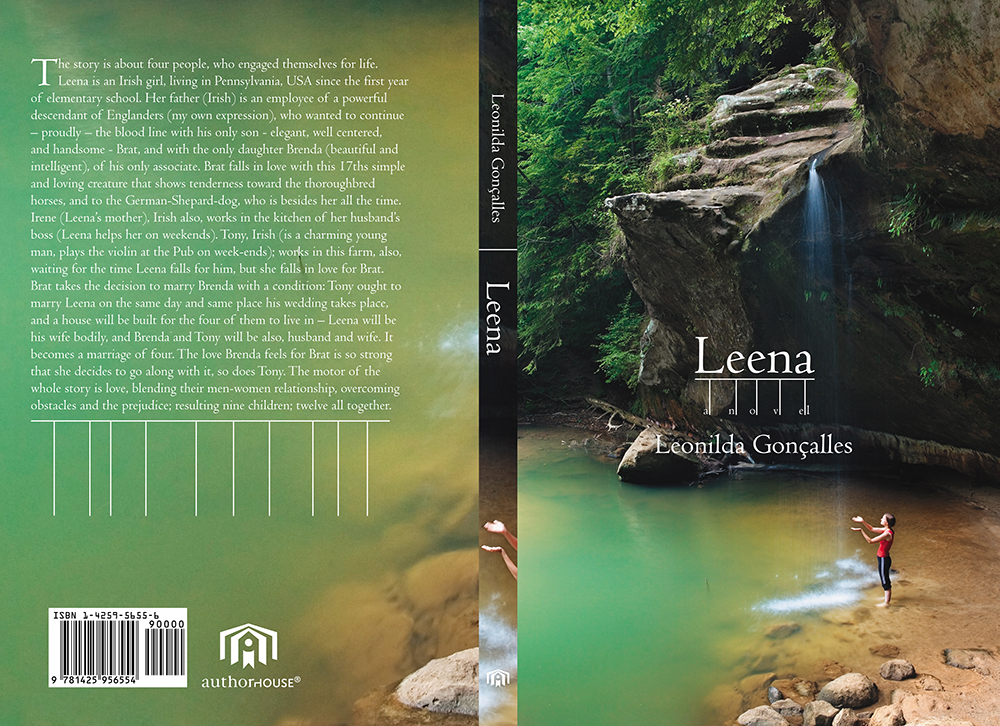 The story is about four people, who engaged themselves for life.
Leena is an Irish girl, living in Pennsylvania, USA since the first year
of elementary school. Her father (Irish) is an employee of a powerful
descendant of Englanders (my own expression), who wanted to continue
– proudly – the blood line with his only son - elegant, well centered,
and handsome - Brat, and with the only daughter Brenda (beautiful and
intelligent), of his only associate. Brat falls in love with this 17ths simple
and loving creature that shows tenderness toward the thoroughbred
horses, and to the German-Shepard-dog, who is besides her all the time.
Irene (Leena's mother), Irish also, works in the kitchen of her husband's
boss (Leena helps her on weekends). Tony, Irish (is a charming young
man, plays the violin at the Pub on week-ends); works in this farm, also,
waiting for the time Leena falls for him, but she falls in love for Brat.
Brat takes the decision to marry Brenda with a condition: Tony ought to
marry Leena on the same day and same place his wedding takes place,
and a house will be built for the four of them to live in – Leena will be
his wife bodily, and Brenda and Tony will be also, husband and wife. It
becomes a marriage of four. The love Brenda feels for Brat is so strong
that she decides to go along with it, so does Tony. The motor of the
whole story is love, blending their men-women relationship, overcoming
obstacles and the prejudice; resulting nine children; twelve all together.
ISBN 1-4259-5655-6
90000
9 781425 956554
authorHOUSE®
Leonilda Gonçalles
Leena
Leena
a novel
Leonilda Gonçalles